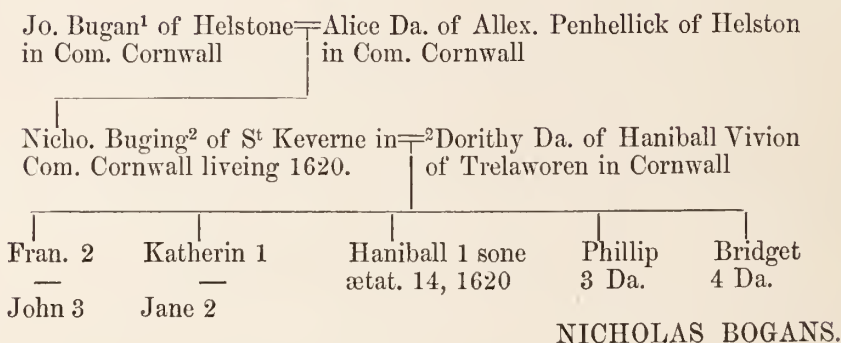 Jo. Bugan¹ of Helstone=Alice Da. of Allex. Penhellick of Helston
in Com. Cornwall in Com. Cornwall
Nicho. Buging² of Sᵗ Keverne in=²Dorithy Da. of Haniball Vivion
Com. Cornwall liveing 1620. of Trelaworen in Cornwall
Fran. 2 Katherin 1 Haniball 1 sone Phillip Bridget
— — ætat. 14, 1620 3 Da. 4 Da.
John 3 Jane 2
NICHOLAS BOGANS.